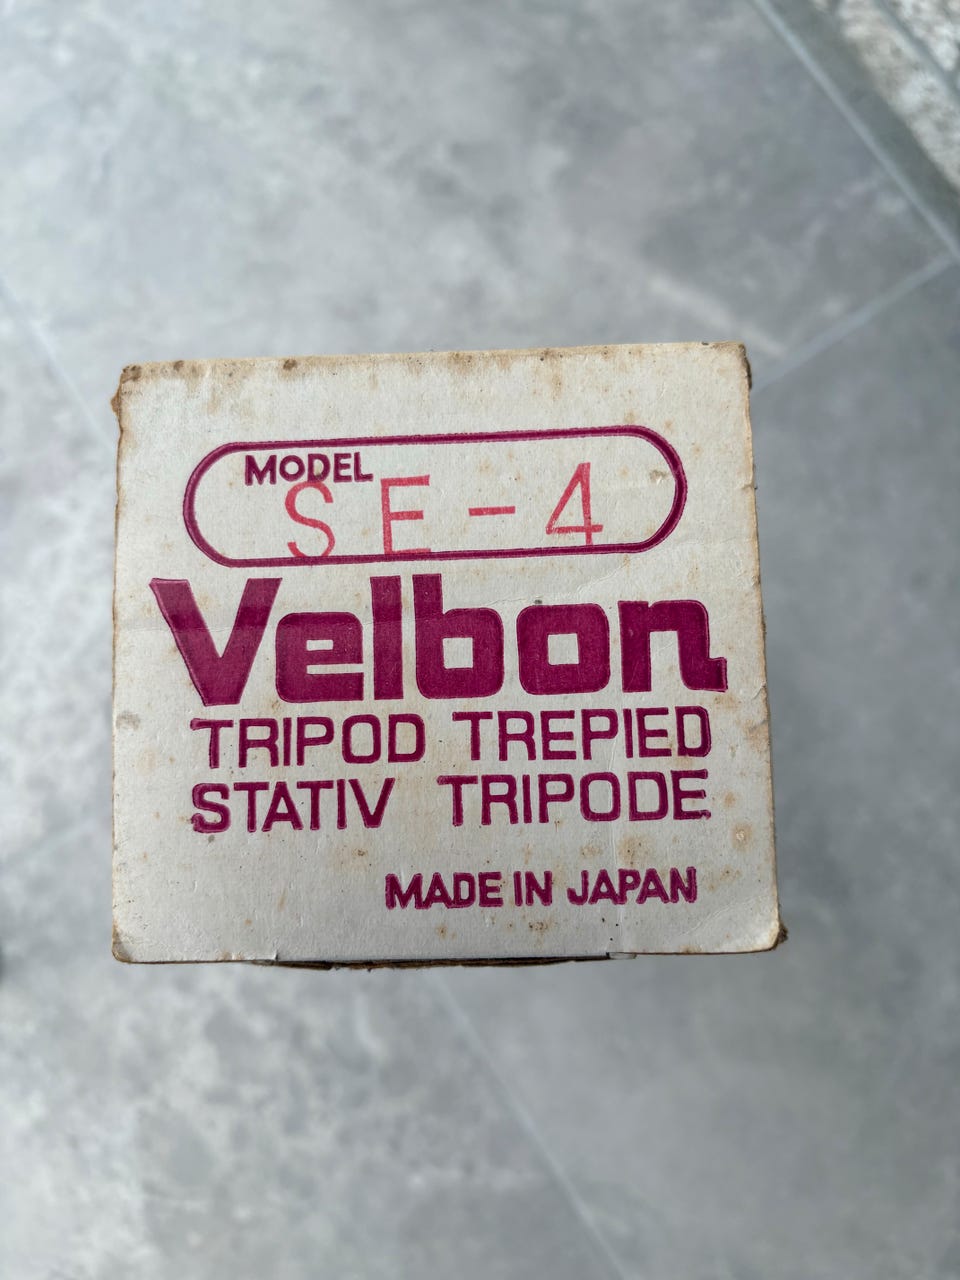 MODEL
SE-4
Velbon
TRIPOD TREPIED
STATIV TRIPODE
MADE IN JAPAN